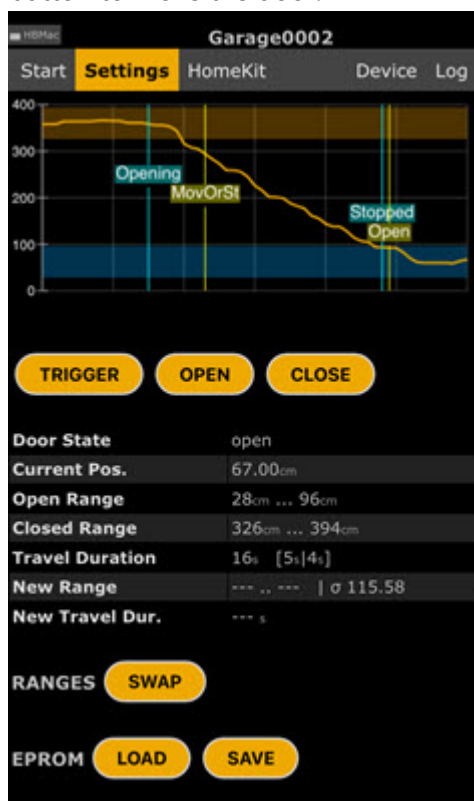 HBMac
Garage0002
Start Settings HomeKit Device Log
400
300
200
100
0
Opening
MovOrSt
Stopped
Open
TRIGGER OPEN CLOSE
Door State open
Current Pos. 67.00cm
Open Range 28cm ... 96cm
Closed Range 326cm ... 394cm
Travel Duration 16s [5s|4s]
New Range --- .. --- | σ 115.58
New Travel Dur. --- s
RANGES SWAP
EPROM LOAD SAVE